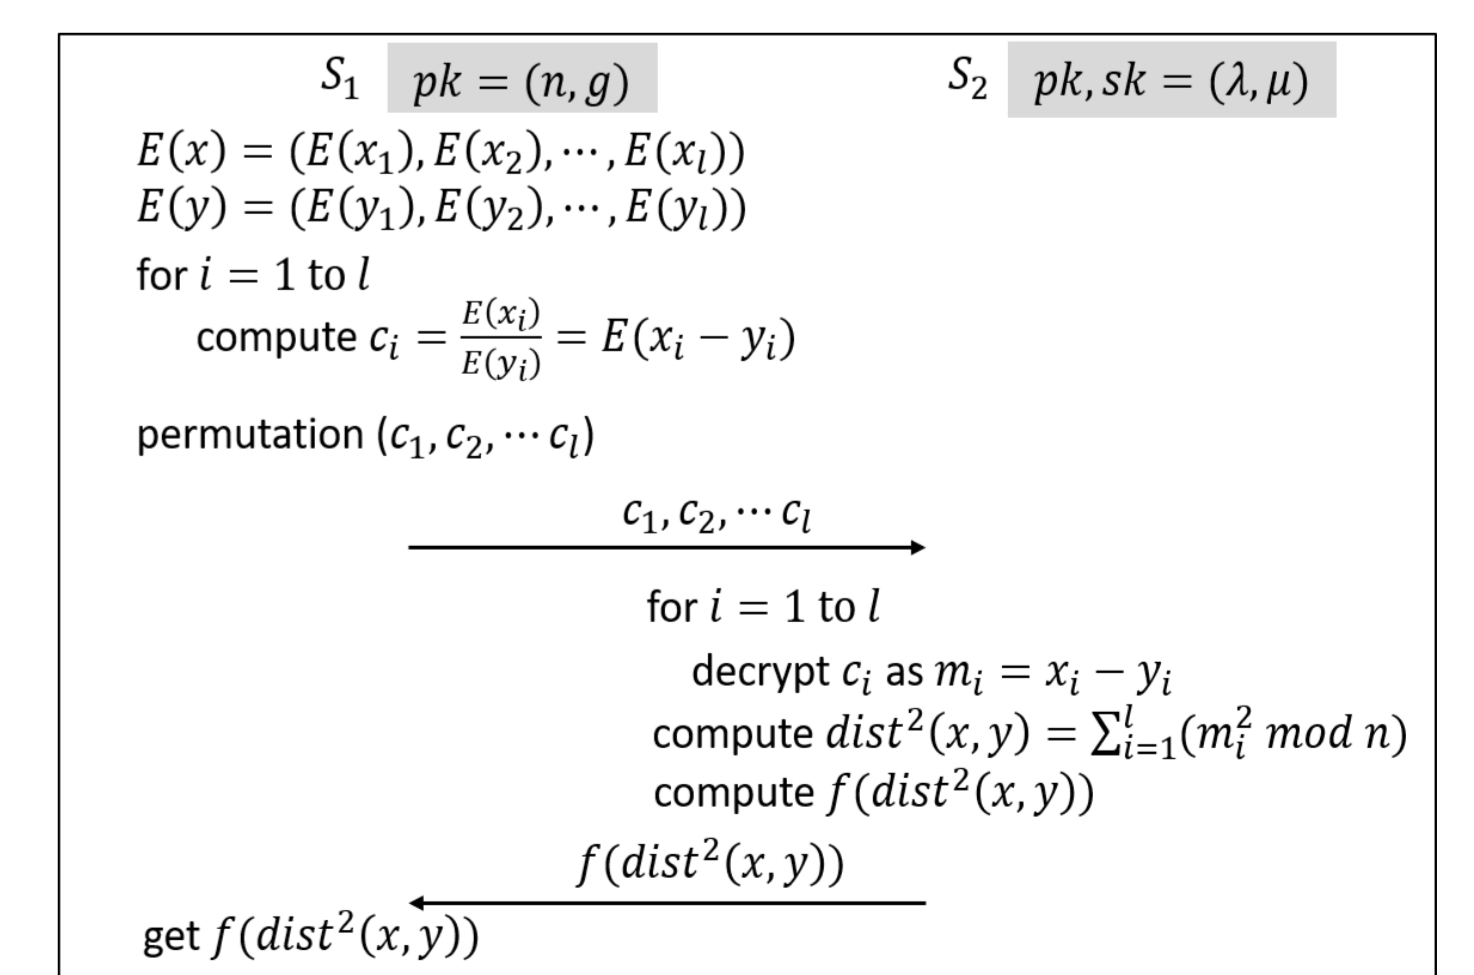 S₁ pk = (n, g) S₂ pk, sk = (λ, μ)
E(x) = (E(x₁), E(x₂), ⋯ , E(xₗ))
E(y) = (E(y₁), E(y₂), ⋯ , E(yₗ))
for i = 1 to l
compute cᵢ = E(xᵢ)/E(yᵢ) = E(xᵢ − yᵢ)
permutation (c₁, c₂, ⋯ cₗ)
c₁, c₂, ⋯ cₗ
for i = 1 to l
decrypt cᵢ as mᵢ = xᵢ − yᵢ
compute dist²(x, y) = ∑ᵢ₌₁ˡ(mᵢ² mod n)
compute f(dist²(x, y))
f(dist²(x, y))
get f(dist²(x, y))